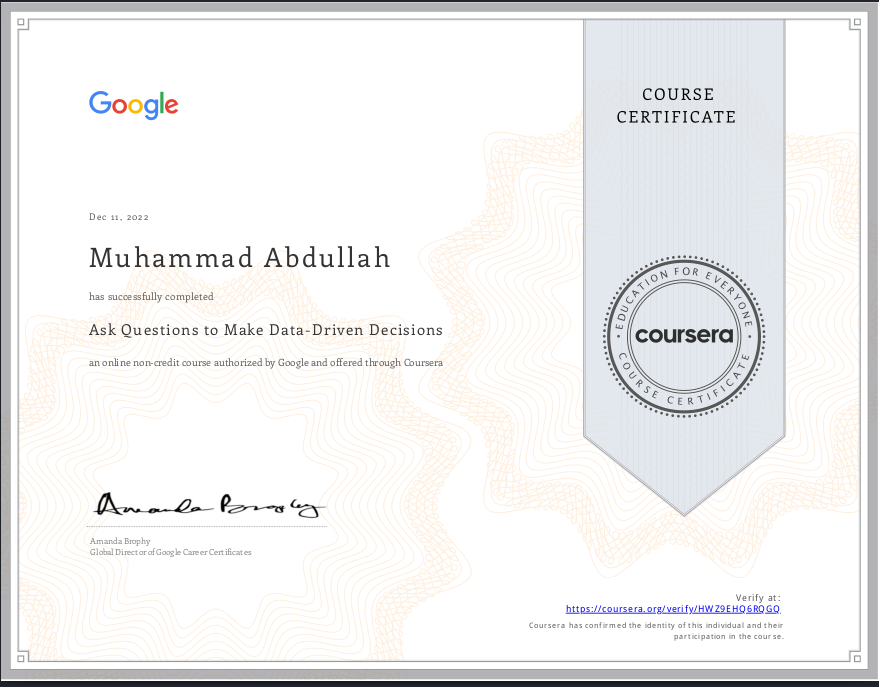 Google
COURSE
CERTIFICATE
Dec 11, 2022
Muhammad Abdullah
has successfully completed
Ask Questions to Make Data-Driven Decisions
an online non-credit course authorized by Google and offered through Coursera
EDUCATION FOR EVERYONE
coursera
COURSE CERTIFICATE
Amanda Brophy
Amanda Brophy
Global Director of Google Career Certificates
Verify at:
https://coursera.org/verify/HWZ9EHQ6RQGQ
Coursera has confirmed the identity of this individual and their
participation in the course.